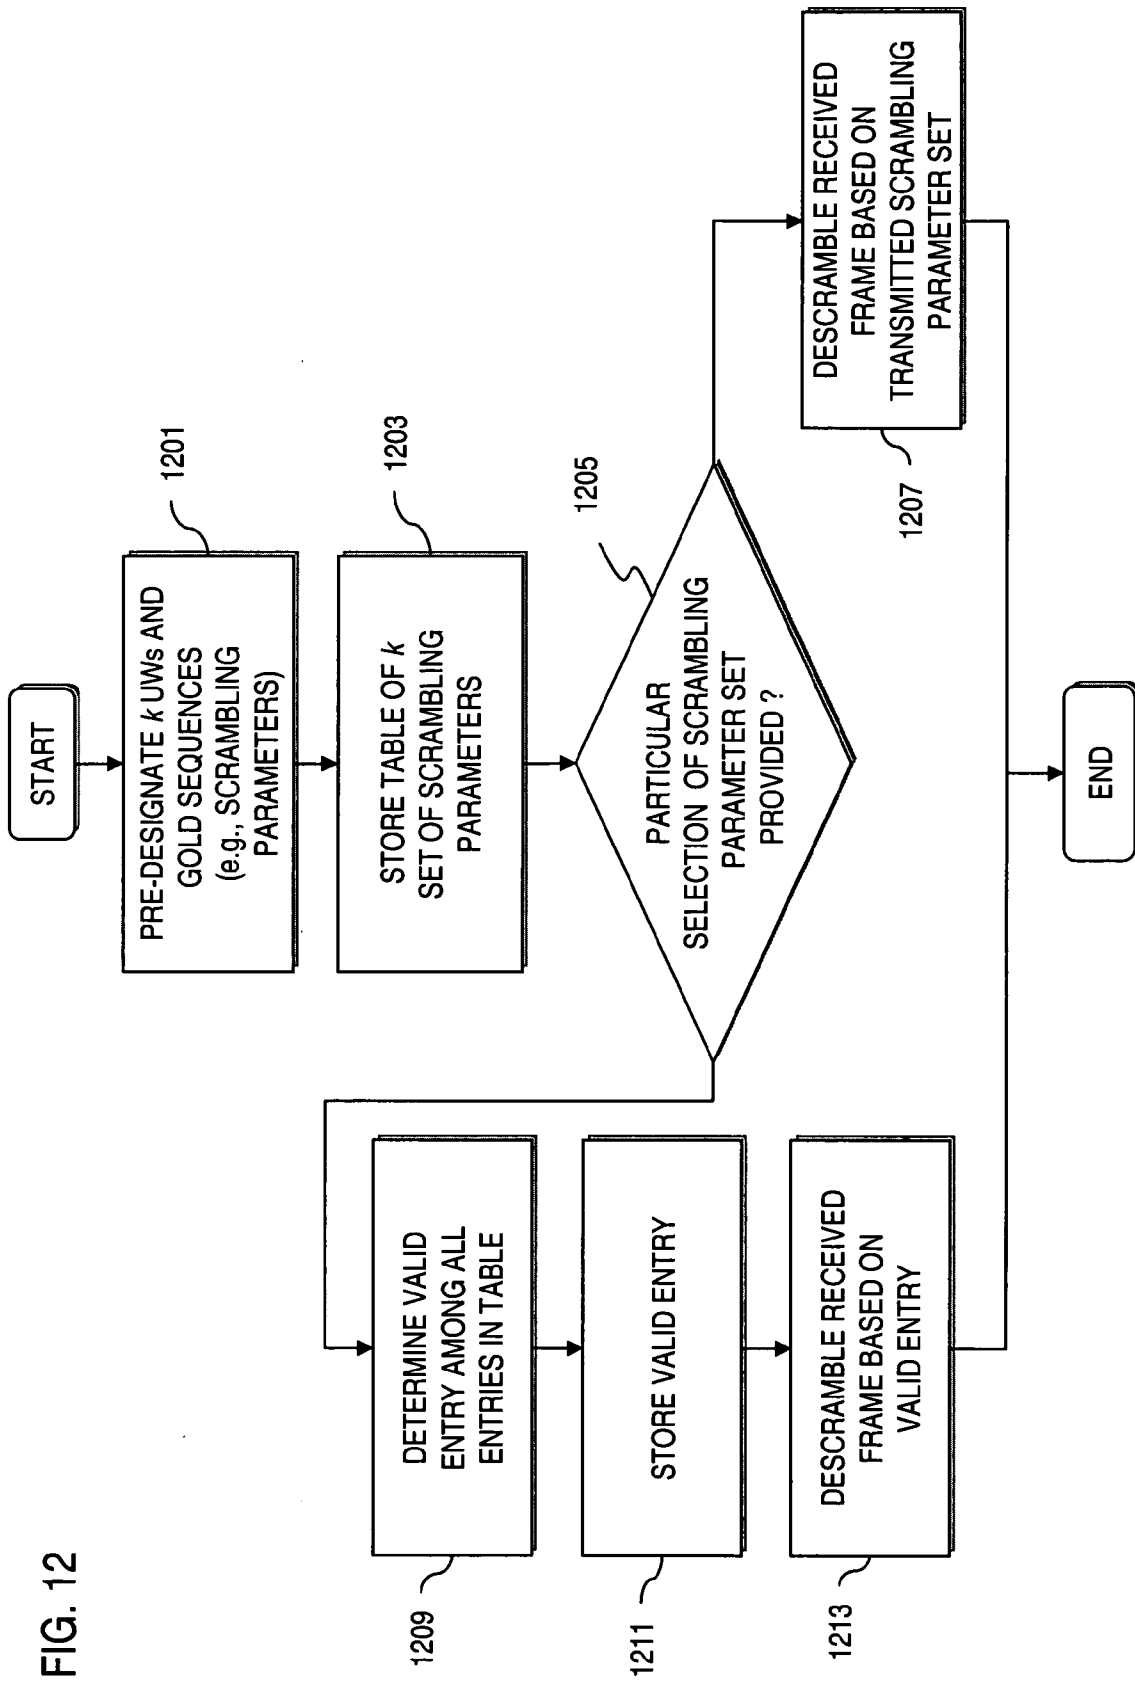 FIG. 12
START
PRE-DESIGNATE k UWs AND
GOLD SEQUENCES
(e.g., SCRAMBLING
PARAMETERS)
1201
STORE TABLE OF k
SET OF SCRAMBLING
PARAMETERS
1203
PARTICULAR
SELECTION OF SCRAMBLING
PARAMETER SET
PROVIDED ?
1205
DESCRAMBLE RECEIVED
FRAME BASED ON
TRANSMITTED SCRAMBLING
PARAMETER SET
1207
DETERMINE VALID
ENTRY AMONG ALL
ENTRIES IN TABLE
1209
STORE VALID ENTRY
1211
DESCRAMBLE RECEIVED
FRAME BASED ON
VALID ENTRY
1213
END